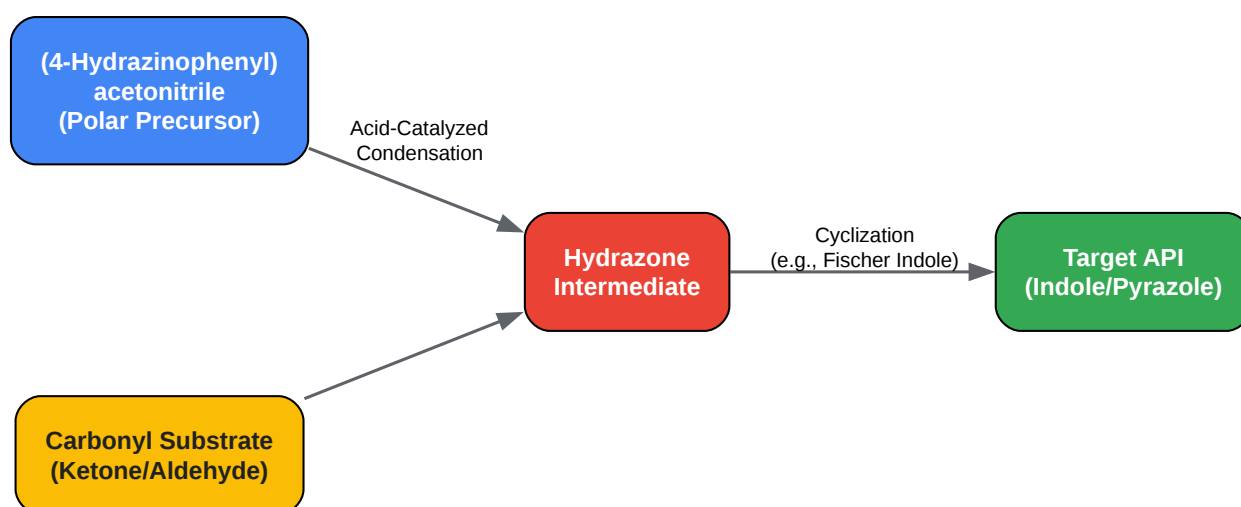 (4-Hydrazinophenyl)
acetonitrile
(Polar Precursor)
Acid-Catalyzed
Condensation
Hydrazone
Intermediate
Cyclization
(e.g., Fischer Indole)
Target API
(Indole/Pyrazole)
Carbonyl Substrate
(Ketone/Aldehyde)